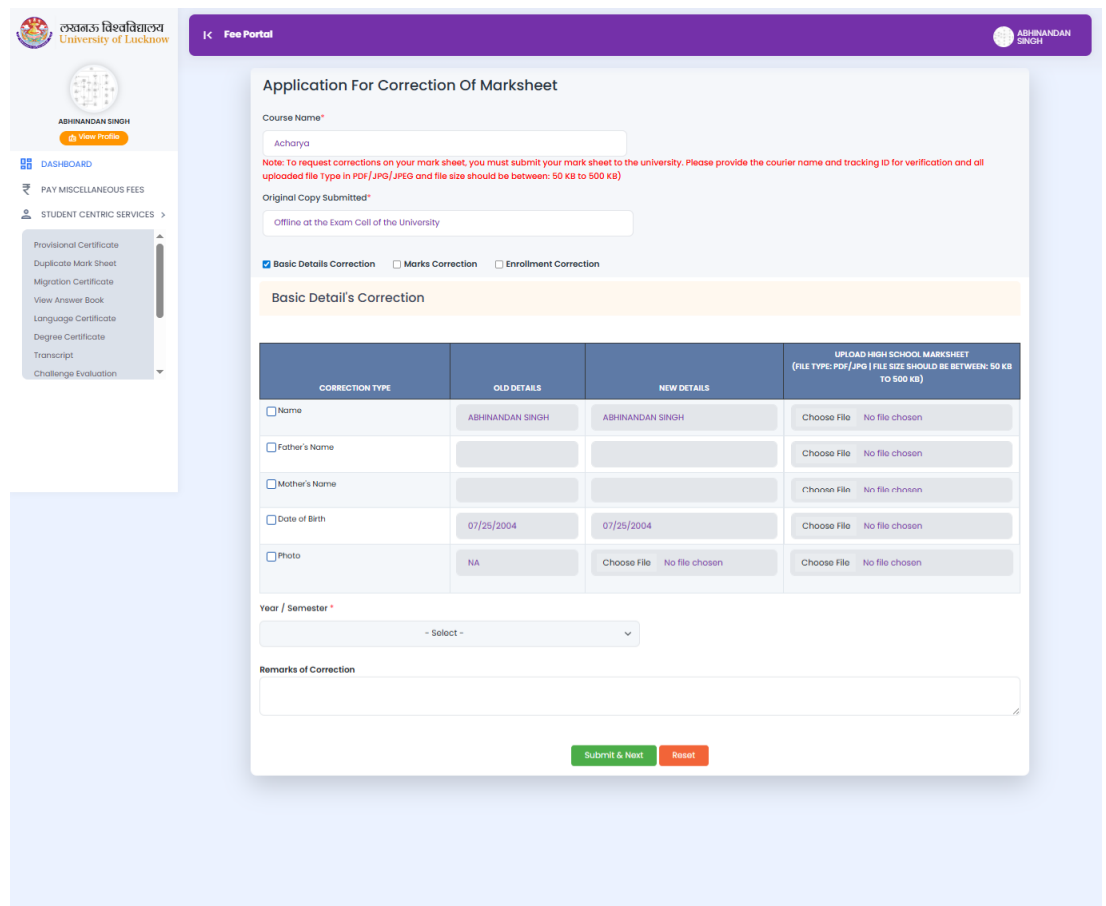 लखनऊ विश्वविद्यालय
University of Lucknow
Fee Portal
ABHINANDAN
SINGH
ABHINANDAN SINGH
View Profile
DASHBOARD
PAY MISCELLANEOUS FEES
STUDENT CENTRIC SERVICES >
Provisional Certificate
Duplicate Mark Sheet
Migration Certificate
View Answer Book
Language Certificate
Degree Certificate
Transcript
Challenge Evaluation
Application For Correction Of Marksheet
Course Name*
Acharya
Note: To request corrections on your mark sheet, you must submit your mark sheet to the university. Please provide the courier name and tracking ID for verification and all
uploaded file Type in PDF/JPG/JPEG and file size should be between: 50 KB to 500 KB)
Original Copy Submitted*
Offline at the Exam Cell of the University
Basic Details Correction Marks Correction Enrollment Correction
Basic Detail's Correction
CORRECTION TYPE OLD DETAILS NEW DETAILS UPLOAD HIGH SCHOOL MARKSHEET
(FILE TYPE: PDF/JPG | FILE SIZE SHOULD BE BETWEEN: 50 KB
TO 500 KB)
Name ABHINANDAN SINGH ABHINANDAN SINGH Choose File No file chosen
Father's Name Choose File No file chosen
Mother's Name Choose File No file chosen
Date of Birth 07/25/2004 07/25/2004 Choose File No file chosen
Photo NA Choose File No file chosen Choose File No file chosen
Year / Semester *
- Select -
Remarks of Correction
Submit & Next Reset